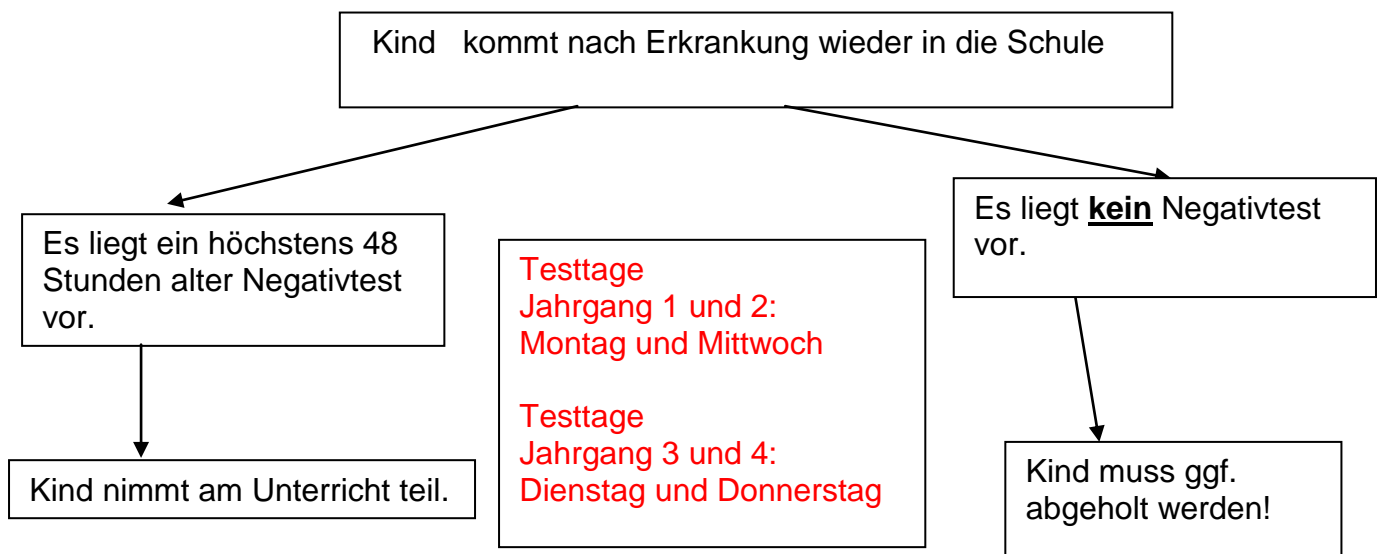 Kind kommt nach Erkrankung wieder in die Schule
Es liegt ein höchstens 48
Stunden alter Negativtest
vor.
Kind nimmt am Unterricht teil.
Testtage
Jahrgang 1 und 2:
Montag und Mittwoch
Testtage
Jahrgang 3 und 4:
Dienstag und Donnerstag
Es liegt kein Negativtest
vor.
Kind muss ggf.
abgeholt werden!